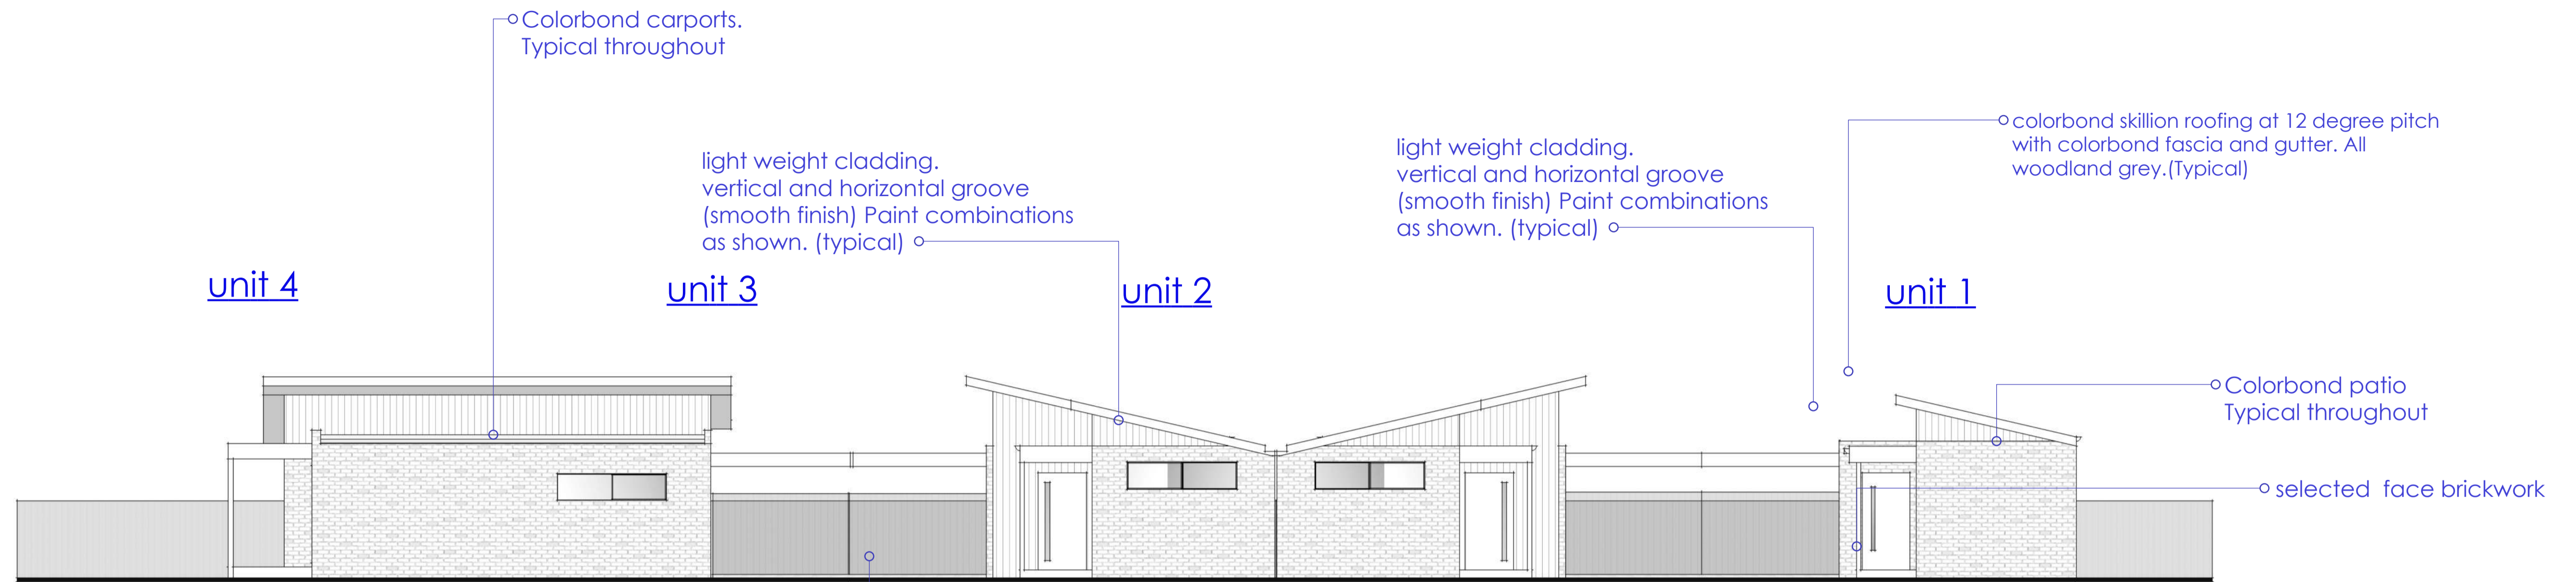 Colorbond carports.
Typical throughout
colorbond skillion roofing at 12 degree pitch
with colorbond fascia and gutter. All
woodland grey.(Typical)
light weight cladding.
vertical and horizontal groove
(smooth finish) Paint combinations
as shown. (typical)
light weight cladding.
vertical and horizontal groove
(smooth finish) Paint combinations
as shown. (typical)
unit 4
unit 3
unit 2
unit 1
Colorbond patio
Typical throughout
selected face brickwork